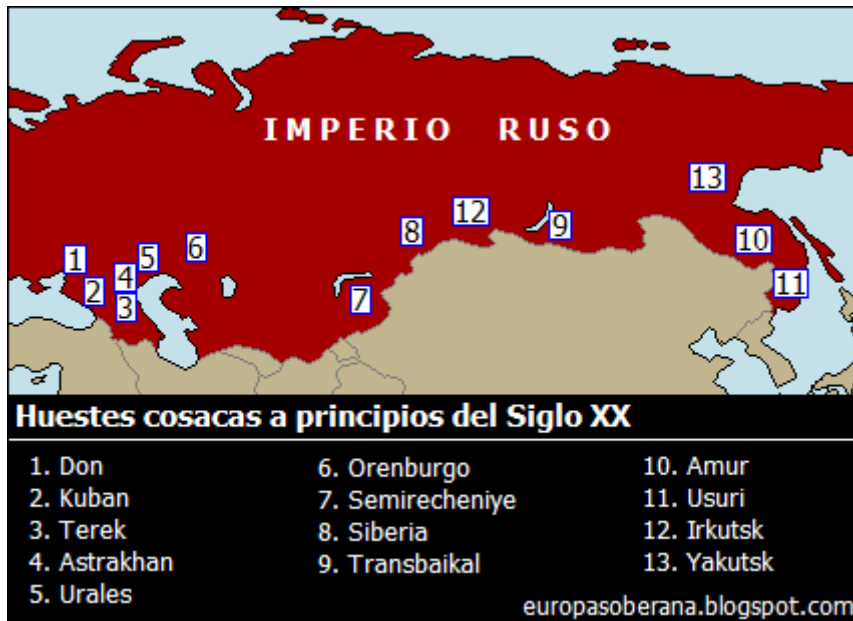 IMPERIO RUSO
13
12
9
8
10
6
5
1
4
2
3
7
11
Huestes cosacas a principios del Siglo XX
1. Don
2. Kuban
3. Terek
4. Astrakhan
5. Urales
6. Orenburgo
7. Semirecheniye
8. Siberia
9. Transbaikal
10. Amur
11. Usuri
12. Irkutsk
13. Yakutsk
europasoberana.blogspot.com